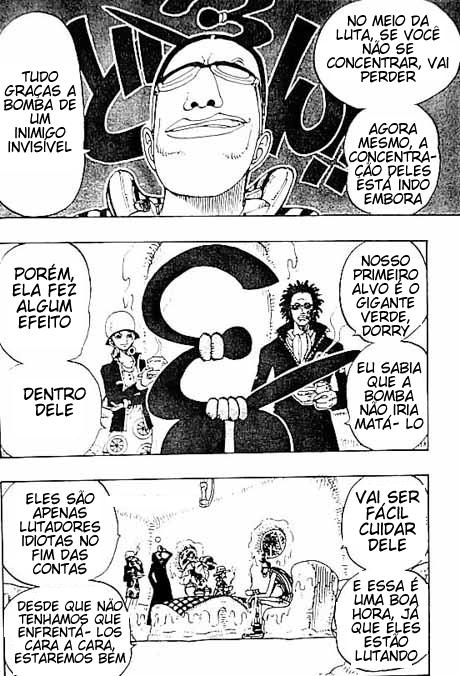 NO MEIO DA
LUTA, SE VOCÊ
NÃO SE
CONCENTRAR, VAI
PERDER
AGORA
MESMO, A
CONCENTRA-
ÇÃO DELES
ESTÁ INDO
EMBORA
TUDO
GRAÇAS A
BOMBA DE
UM
INIMIGO
INVISÍVEL
NOSSO
PRIMEIRO
ALVO É O
GIGANTE
VERDE,
DORRY
EU SABIA
QUE A
BOMBA
NÃO IRIA
MATÁ- LO
PORÉM,
ELA FEZ
ALGUM
EFEITO
DENTRO
DELE
VAI SER
FÁCIL
CUIDAR
DELE
E ESSA É
UMA BOA
HORA, JÁ
QUE ELES
ESTÃO
LUTANDO
ELES SÃO
APENAS
LUTADORES
IDIOTAS NO
FIM DAS
CONTAS
DESDE QUE NÃO
TENHAMOS QUE
ENFRENTÁ- LOS
CARA A CARA,
ESTAREMOS BEM